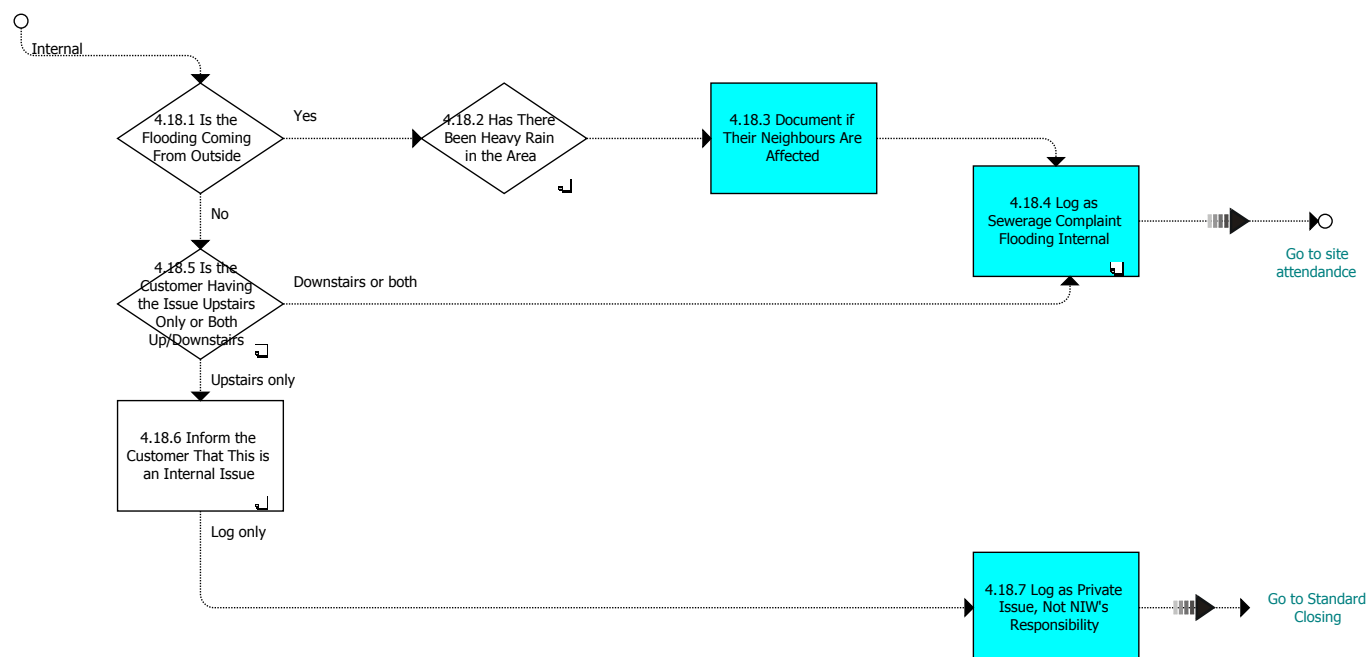 Internal
4.18.1 Is the
Flooding Coming
From Outside
Yes
4.18.2 Has There
Been Heavy Rain
in the Area
4.18.3 Document if
Their Neighbours Are
Affected
4.18.4 Log as
Sewerage Complaint
Flooding Internal
Go to site
attendandce
No
4.18.5 Is the
Customer Having
the Issue Upstairs
Only or Both
Up/Downstairs
Downstairs or both
Upstairs only
4.18.6 Inform the
Customer That This is
an Internal Issue
Log only
4.18.7 Log as Private
Issue, Not NIW's
Responsibility
Go to Standard
Closing